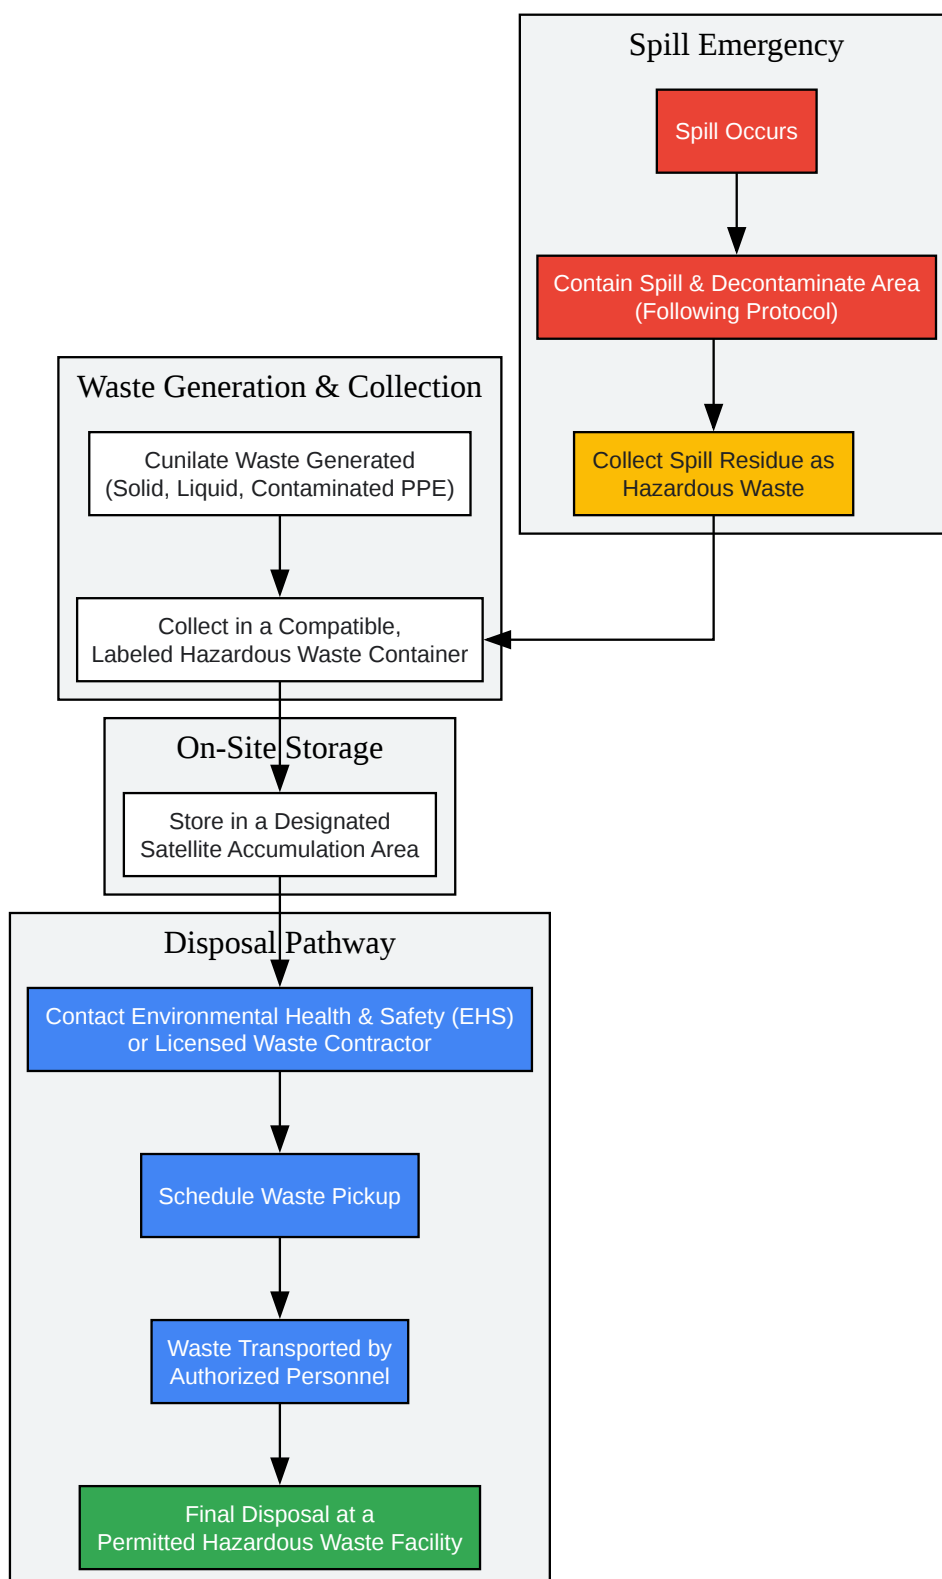 Spill Emergency
Spill Occurs
Contain Spill & Decontaminate Area
(Following Protocol)
Collect Spill Residue as
Hazardous Waste
Waste Generation & Collection
Cunilate Waste Generated
(Solid, Liquid, Contaminated PPE)
Collect in a Compatible,
Labeled Hazardous Waste Container
On-Site Storage
Store in a Designated
Satellite Accumulation Area
Disposal Pathway
Contact Environmental Health & Safety (EHS)
or Licensed Waste Contractor
Schedule Waste Pickup
Waste Transported by
Authorized Personnel
Final Disposal at a
Permitted Hazardous Waste Facility